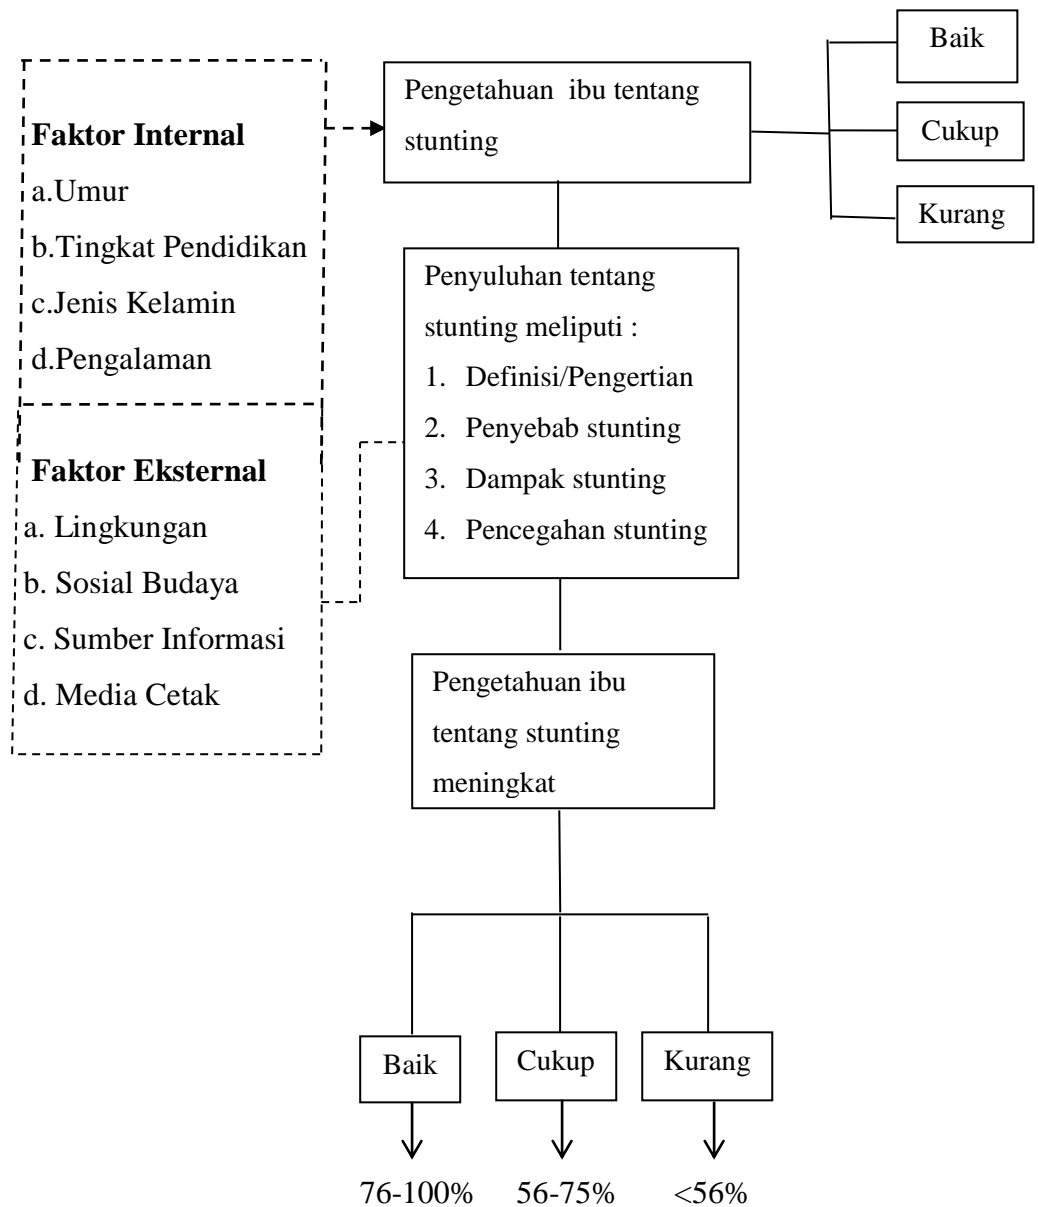 Faktor Internal
a.Umur
b.Tingkat Pendidikan
c.Jenis Kelamin
d.Pengalaman
Faktor Eksternal
a. Lingkungan
b. Sosial Budaya
c. Sumber Informasi
d. Media Cetak
Pengetahuan ibu tentang
stunting
Baik
Cukup
Kurang
Penyuluhan tentang
stunting meliputi :
1. Definisi/Pengertian
2. Penyebab stunting
3. Dampak stunting
4. Pencegahan stunting
Pengetahuan ibu
tentang stunting
meningkat
Baik
Cukup
Kurang
76-100%
56-75%
<56%